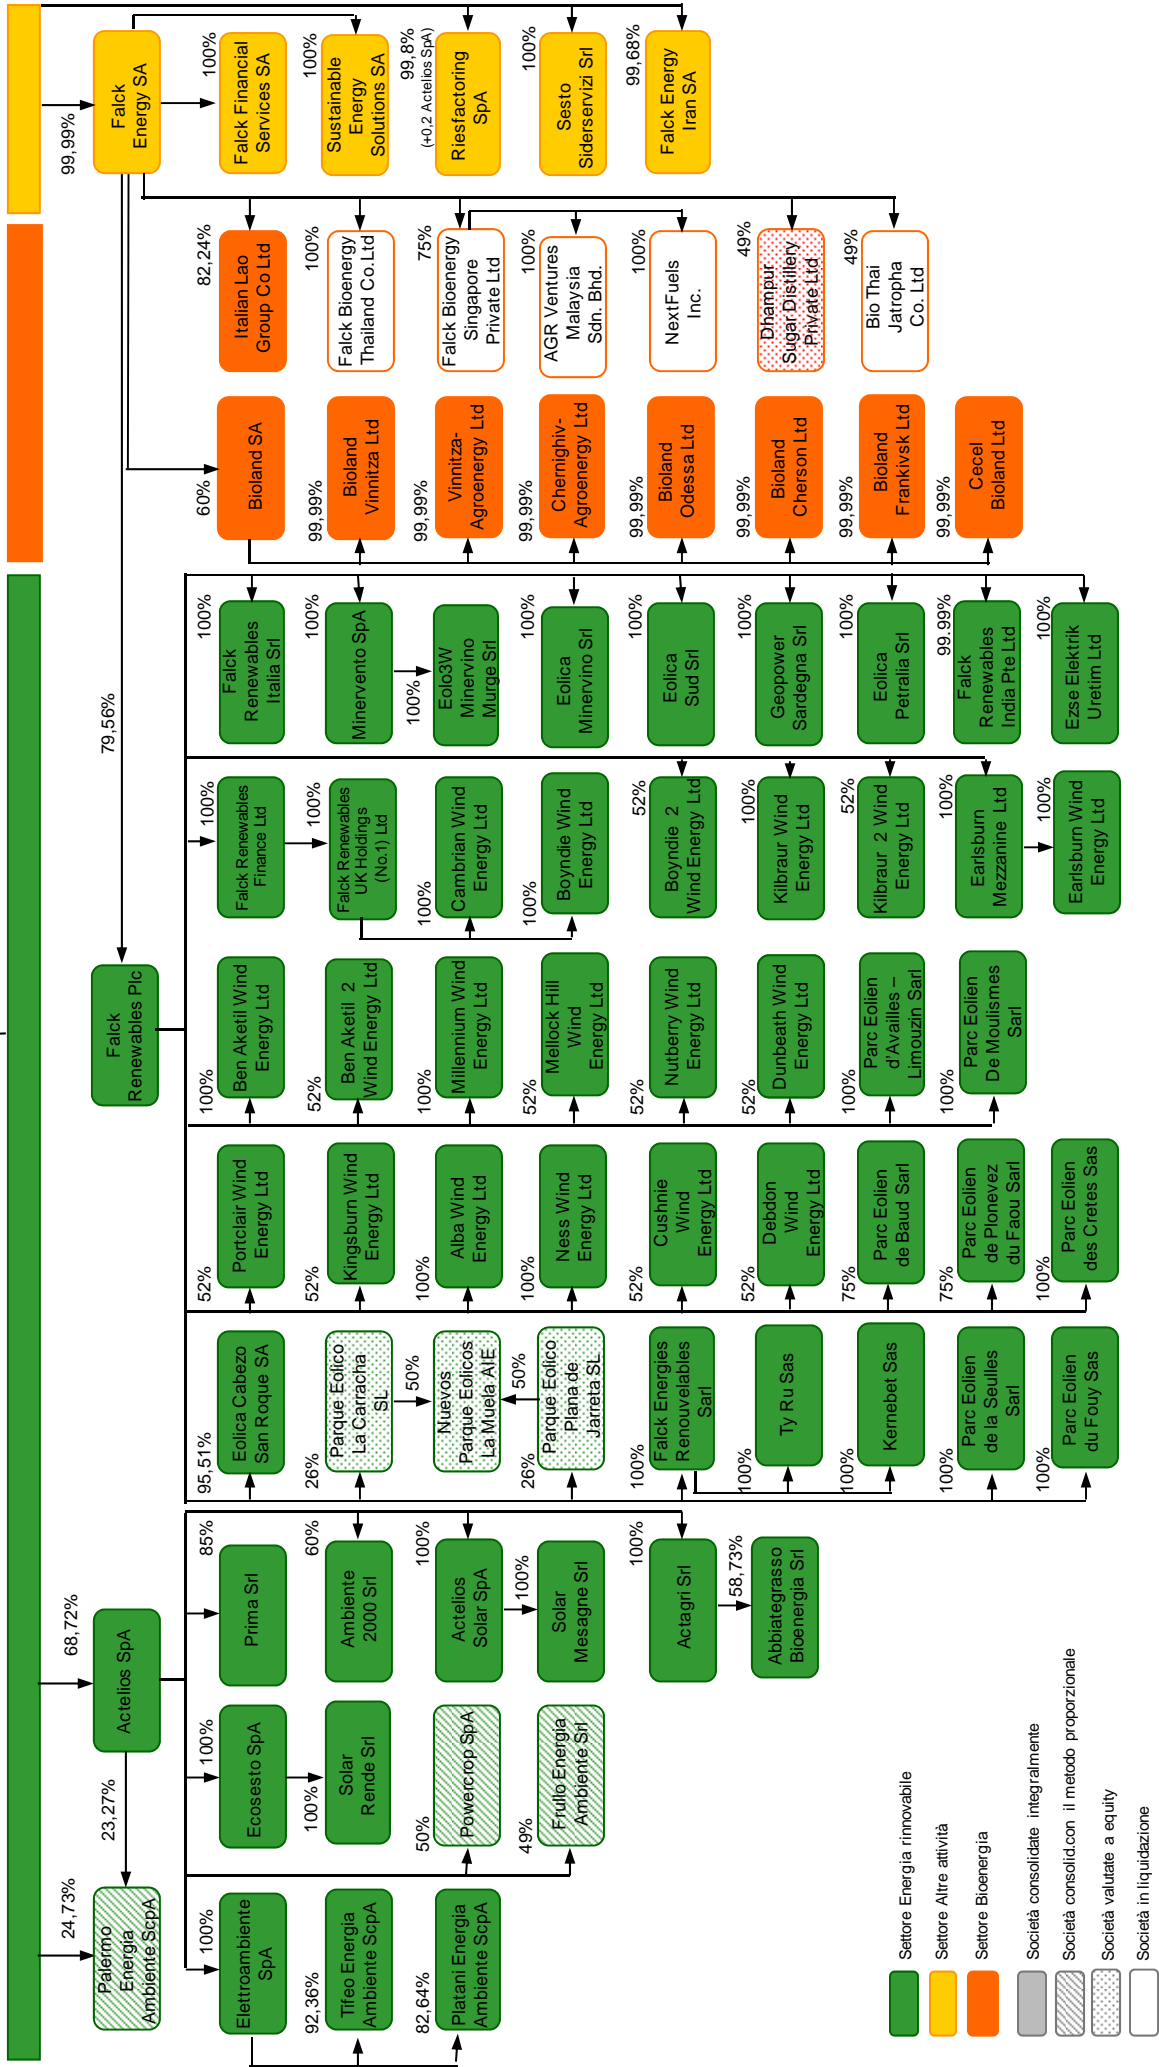 24,73%
Palermo
Energia
Ambiente ScpA
23,27%
68,72%
Actelios SpA
79,56%
Falck
Renewables Plc
99,99%
Falck
Energy SA
100%
Elettroambiente
SpA
92,36%
Tifeo Energia
Ambiente ScpA
82,64%
Platani Energia
Ambiente ScpA
100%
Ecosesto SpA
100%
Solar
Rende Srl
50%
Powercrop SpA
49%
Frullo Energia
Ambiente Srl
85%
Prima Srl
60%
Ambiente
2000 Srl
100%
Actelios
Solar SpA
100%
Solar
Mesagne Srl
100%
Actagri Srl
58,73%
Abbiategrasso
Bioenergia Srl
95,51%
Eolica Cabezo
San Roque SA
26%
Parque Eolico
La Carracha
SL
50%
Nuevos
Parque Eolicos
La Muela AIE
50%
26%
Parque Eolico
Plana de
Jarreta SL
100%
Falck Energies
Renouvelables
Sarl
100%
Ty Ru Sas
100%
Kernebet Sas
100%
Parc Eolien
de la Seulles
Sarl
100%
Parc Eolien
du Fouy Sas
52%
Portclair Wind
Energy Ltd
52%
Kingsburn Wind
Energy Ltd
100%
Alba Wind
Energy Ltd
100%
Ness Wind
Energy Ltd
52%
Cushnie
Wind
Energy Ltd
52%
Debdon
Wind
Energy Ltd
75%
Parc Eolien
de Baud Sarl
75%
Parc Eolien
de Plonevez
du Faou Sarl
100%
Parc Eolien
des Cretes Sas
100%
Ben Aketil Wind
Energy Ltd
52%
Ben Aketil 2
Wind Energy Ltd
100%
Millennium Wind
Energy Ltd
52%
Mellock Hill
Wind
Energy Ltd
52%
Nutberry Wind
Energy Ltd
52%
Dunbeath Wind
Energy Ltd
100%
Parc Eolien
d'Availles –
Limouzin Sarl
100%
Parc Eolien
De Moulismes
Sarl
100%
Falck Renewables
Finance Ltd
100%
Falck Renewables
UK Holdings
(No.1) Ltd
100%
Cambrian Wind
Energy Ltd
100%
Boyndie Wind
Energy Ltd
52%
Boyndie 2
Wind Energy Ltd
100%
Kilbraur Wind
Energy Ltd
52%
Kilbraur 2 Wind
Energy Ltd
100%
Earlsburn
Mezzanine Ltd
100%
Earlsburn Wind
Energy Ltd
100%
Falck
Renewables
Italia Srl
100%
Minervento SpA
100%
Eolo3W
Minervino
Murge Srl
100%
Eolica
Minervino Srl
100%
Eolica
Sud Srl
100%
Geopower
Sardegna Srl
100%
Eolica
Petralia Srl
99.99%
Falck
Renewables
India Pte Ltd
100%
Ezse Elektrik
Uretim Ltd
60%
Bioland SA
99,99%
Bioland
Vinnitza Ltd
99,99%
Vinnitza-
Agroenergy Ltd
99,99%
Chernighiv-
Agroenergy Ltd
99,99%
Bioland
Odessa Ltd
99,99%
Bioland
Cherson Ltd
99,99%
Bioland
Frankivsk Ltd
99,99%
Cecel
Bioland Ltd
82,24%
Italian Lao
Group Co Ltd
100%
Falck Bioenergy
Thailand Co.Ltd
75%
Falck Bioenergy
Singapore
Private Ltd
100%
AGR Ventures
Malaysia
Sdn. Bhd.
100%
NextFuels
Inc.
49%
Dhampur
Sugar Distillery
Private Ltd
49%
Bio Thai
Jatropha
Co. Ltd
100%
Falck Financial
Services SA
100%
Sustainable
Energy
Solutions SA
99,8%
(+0,2 Actelios SpA)
Riesfactoring
SpA
100%
Sesto
Siderservizi Srl
99,68%
Falck Energy
Iran SA
Settore Energia rinnovabile
Settore Altre attività
Settore Bioenergia
Società consolidate integralmente
Società consolid.con il metodo proporzionale
Società valutate a equity
Società in liquidazione